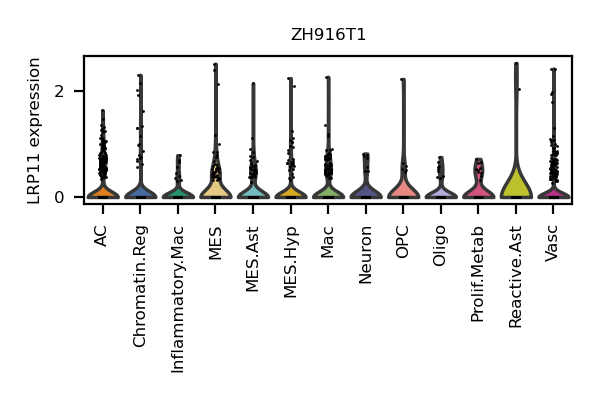 ZH916T1
LRP11 expression
2
0
AC
Chromatin.Reg
Inflammatory.Mac
MES
MES.Ast
MES.Hyp
Mac
Neuron
OPC
Oligo
Prolif.Metab
Reactive.Ast
Vasc